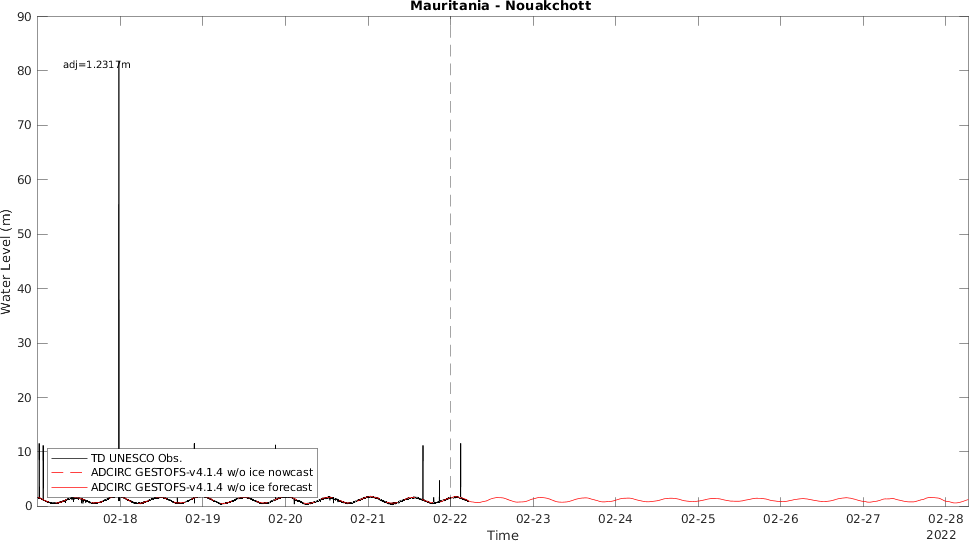 Mauritania - Nouakchott
90
80
70
60
50
40
30
20
10
0
Water Level (m)
adj=1.2317m
TD UNESCO Obs.
ADCIRC GESTOFS-v4.1.4 w/o ice nowcast
ADCIRC GESTOFS-v4.1.4 w/o ice forecast
02-18 02-19 02-20 02-21 02-22 02-23 02-24 02-25 02-26 02-27 02-28
2022
Time